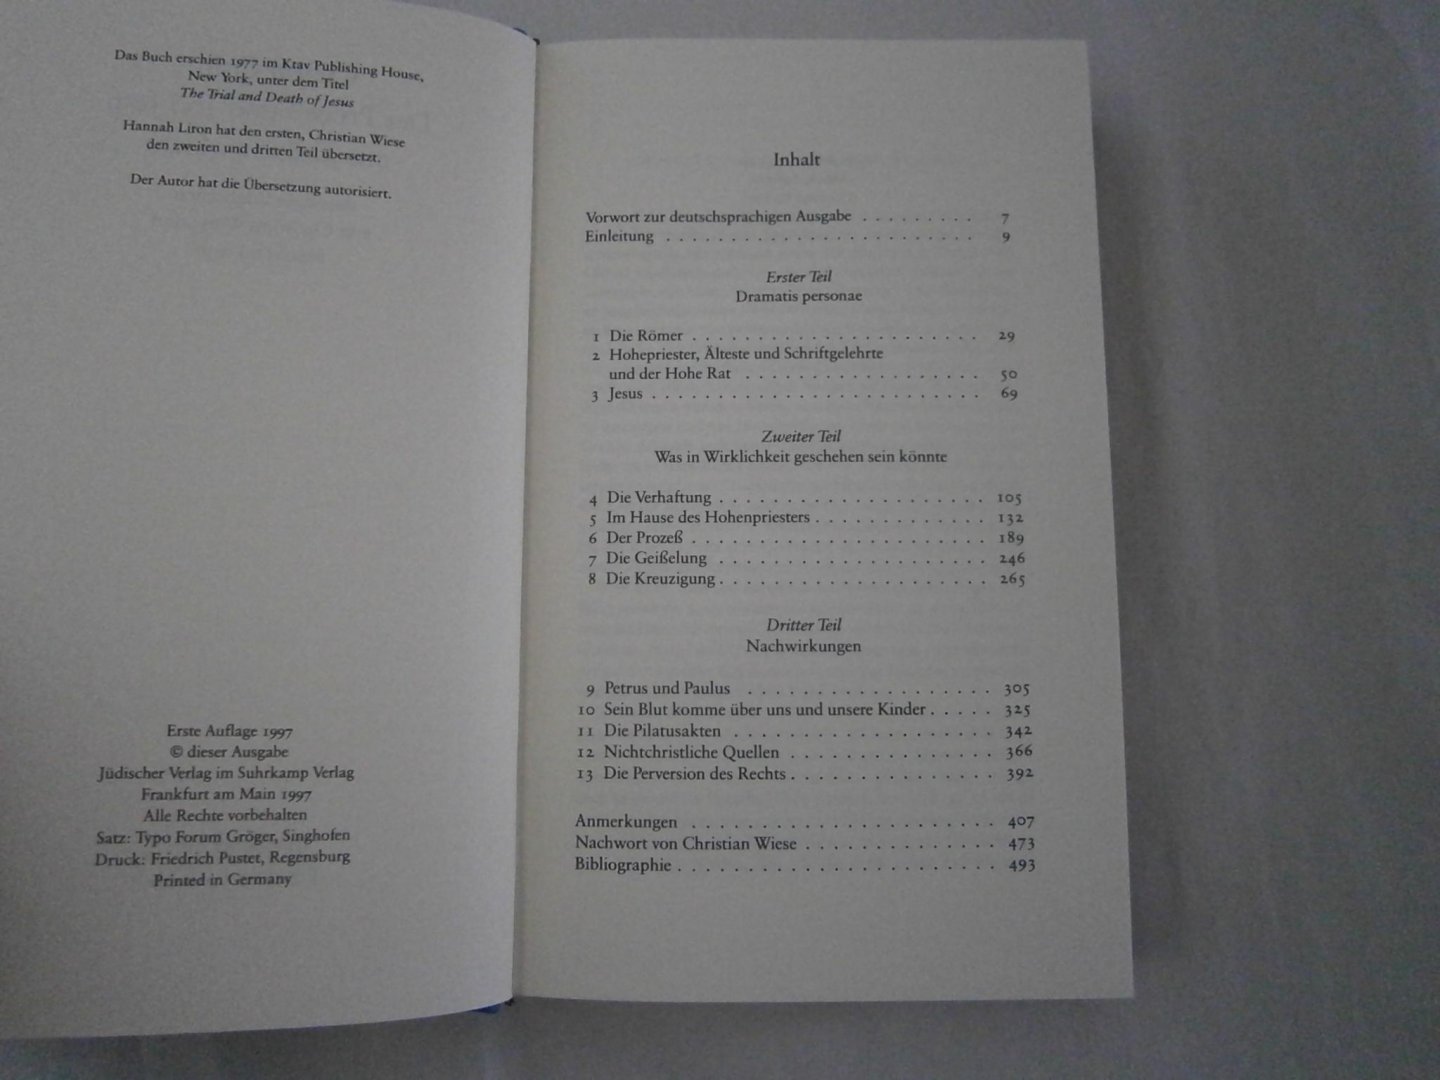 Das Buch erschien 1977 im Ktav Publishing House,
New York, unter dem Titel
The Trial and Death of Jesus
Hannah Liron hat den ersten, Christian Wiese
den zweiten und dritten Teil übersetzt.
Der Autor hat die Übersetzung autorisiert.
Erste Auflage 1997
© dieser Ausgabe
Jüdischer Verlag im Suhrkamp Verlag
Frankfurt am Main 1997
Alle Rechte vorbehalten
Satz: Typo Forum Gröger, Singhofen
Druck: Friedrich Pustet, Regensburg
Printed in Germany
Inhalt
Vorwort zur deutschsprachigen Ausgabe . . . . . . . . . 7
Einleitung . . . . . . . . . . . . . . . . . . . . . . . . 9
Erster Teil
Dramatis personae
1 Die Römer . . . . . . . . . . . . . . . . . . . . . . 29
2 Hohepriester, Älteste und Schriftgelehrte
und der Hohe Rat . . . . . . . . . . . . . . . . . . 50
3 Jesus . . . . . . . . . . . . . . . . . . . . . . . . . 69
Zweiter Teil
Was in Wirklichkeit geschehen sein könnte
4 Die Verhaftung . . . . . . . . . . . . . . . . . . . . 105
5 Im Hause des Hohenpriesters . . . . . . . . . . . . . 132
6 Der Prozeß . . . . . . . . . . . . . . . . . . . . . . 189
7 Die Geißelung . . . . . . . . . . . . . . . . . . . . 246
8 Die Kreuzigung . . . . . . . . . . . . . . . . . . . . 265
Dritter Teil
Nachwirkungen
9 Petrus und Paulus . . . . . . . . . . . . . . . . . . 305
10 Sein Blut komme über uns und unsere Kinder . . . . . 325
11 Die Pilatusakten . . . . . . . . . . . . . . . . . . . 342
12 Nichtchristliche Quellen . . . . . . . . . . . . . . . 366
13 Die Perversion des Rechts . . . . . . . . . . . . . . . 392
Anmerkungen . . . . . . . . . . . . . . . . . . . . . . . 407
Nachwort von Christian Wiese . . . . . . . . . . . . . . 473
Bibliographie . . . . . . . . . . . . . . . . . . . . . . . 493